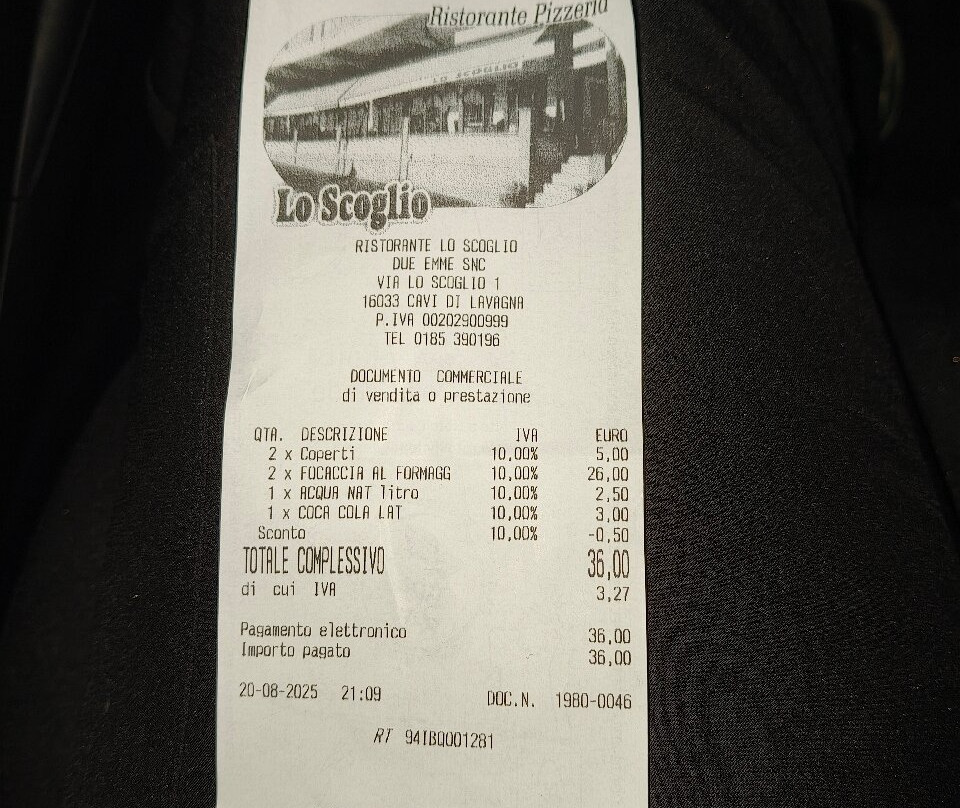 Ristorante Pizzeria
LO SCOGLIO
Lo Scoglio
RISTORANTE LO SCOGLIO
DUE EMME SNC
VIA LO SCOGLIO 1
16033 CAVI DI LAVAGNA
P.IVA 00202900999
TEL 0185 390196
DOCUMENTO COMMERCIALE
di vendita o prestazione
QTA. DESCRIZIONE IVA EURO
2 x Coperti 10,00% 5,00
2 x FOCACCIA AL FORMAGG 10,00% 26,00
1 x ACQUA NAT litro 10,00% 2,50
1 x COCA COLA LAT 10,00% 3,00
Sconto 10,00% -0,50
TOTALE COMPLESSIVO 36,00
di cui IVA 3,27
Pagamento elettronico 36,00
Importo pagato 36,00
20-08-2025 21:09 DOC.N. 1980-0046
RT 94IBQ001281